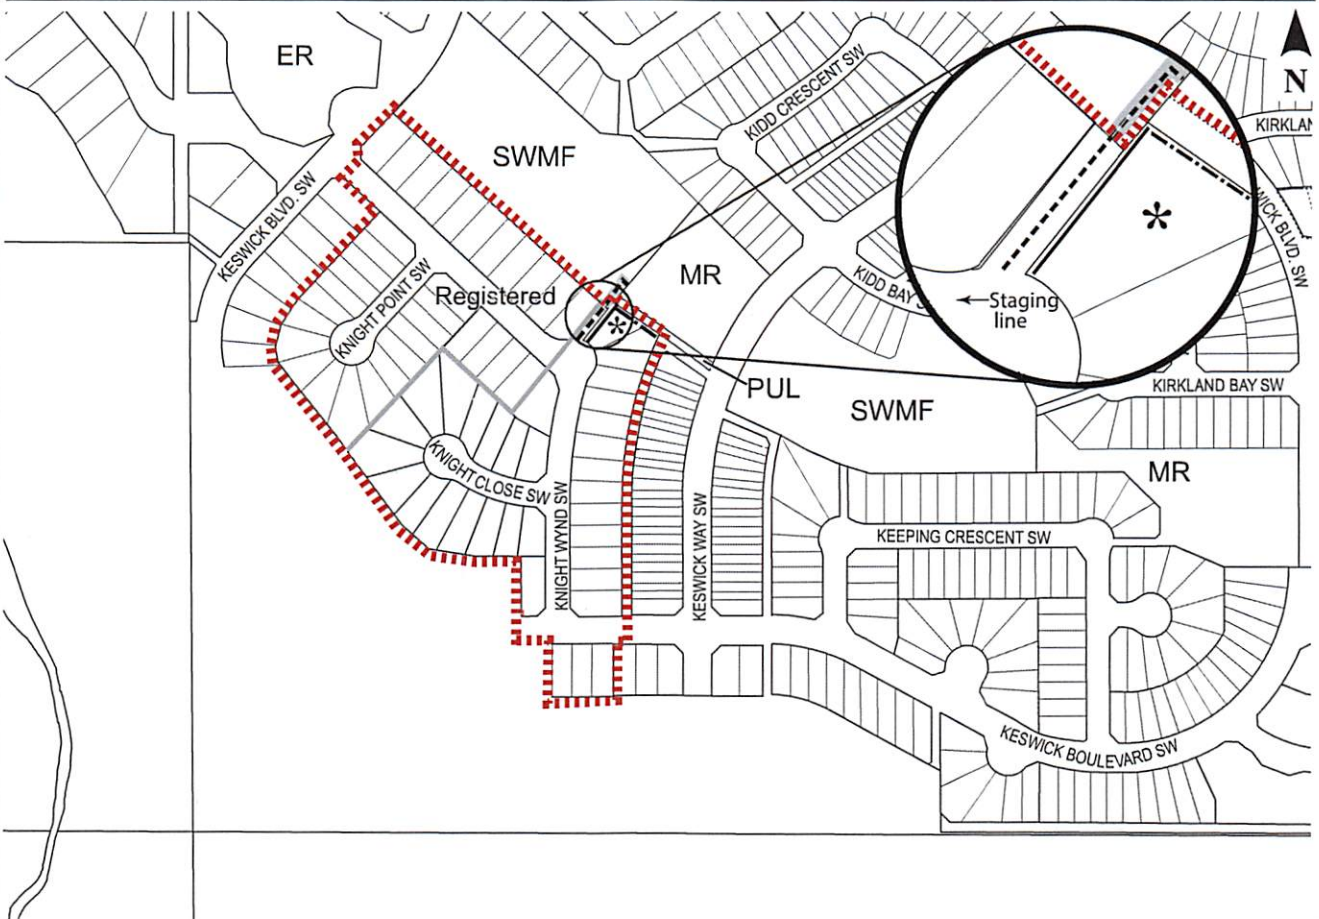 ER
KIDD CRESCENT SW
N
SWMF
KESWICK BLVD. SW
KNIGHT POINT SW
Registered
MR
KIDD BAY
*
*
←Staging
line
PUL
SWMF
KIRKLAND BAY SW
MR
KNIGHT CLOSE SW
KNIGHT WYND SW
KESWICK WAY SW
KEEPING CRESCENT SW
KESWICK BOULEVARD SW
KIRKLAN
WICK BLVD. SW